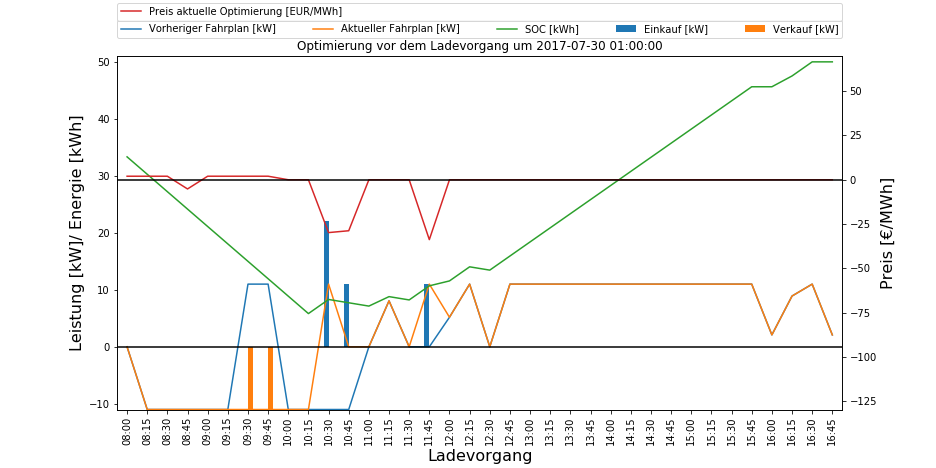 Preis aktuelle Optimierung [EUR/MWh]
Vorheriger Fahrplan [kW] Aktueller Fahrplan [kW] SOC [kWh] Einkauf [kW] Verkauf [kW]
Optimierung vor dem Ladevorgang um 2017-07-30 01:00:00
Leistung [kW]/ Energie [kWh]
50
40
30
20
10
0
−10
50
25
0
−25
−50
−75
−100
−125
Preis [€/MWh]
08:00 08:15 08:30 08:45 09:00 09:15 09:30 09:45 10:00 10:15 10:30 10:45 11:00 11:15 11:30 11:45 12:00 12:15 12:30 12:45 13:00 13:15 13:30 13:45 14:00 14:15 14:30 14:45 15:00 15:15 15:30 15:45 16:00 16:15 16:30 16:45
Ladevorgang